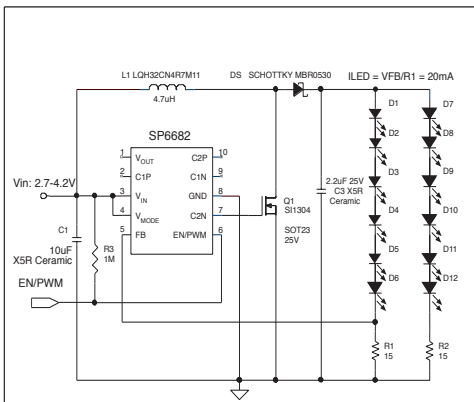 L1 LQH32CN4R7M11
4.7uH
DS SCHOTTKY MBR0530
ILED = VFB/R1 = 20mA
SP6682
1 VOUT C2P 10
2 C1P C1N 9
3 VIN GND 8
4 VMODE C2N 7
5 FB EN/PWM 6
Vin: 2.7-4.2V
C1
10uF
X5R Ceramic
R3
1M
EN/PWM
Q1
SI1304
SOT23
25V
2.2uF 25V
C3 X5R
Ceramic
D1
D2
D3
D4
D5
D6
D7
D8
D9
D10
D11
D12
R1
15
R2
15